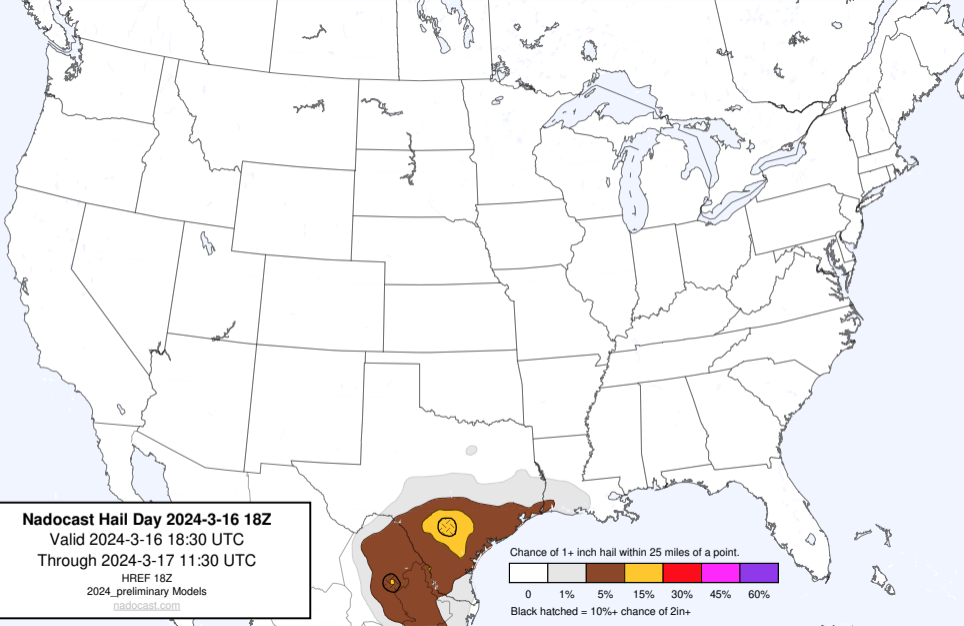 Nadocast Hail Day 2024-3-16 18Z
Valid 2024-3-16 18:30 UTC
Through 2024-3-17 11:30 UTC
HREF 18Z
2024_preliminary Models
nadocast.com
Chance of 1+ inch hail within 25 miles of a point.
0 1% 5% 15% 30% 45% 60%
Black hatched = 10%+ chance of 2in+